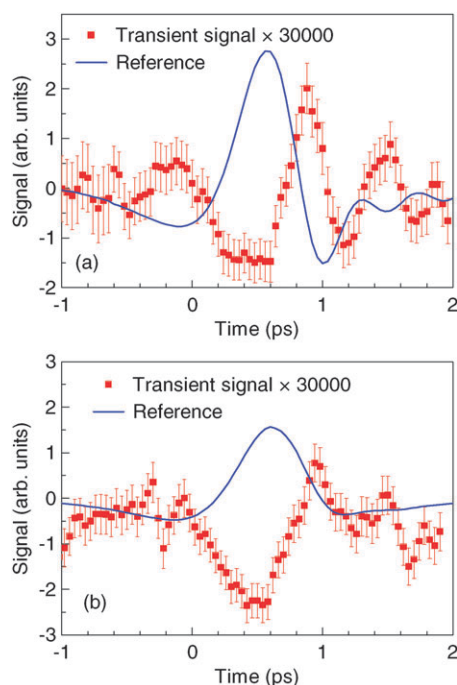 3
Transient signal × 30000
Reference
2
1
0
-1
-2
Signal (arb. units)
(a)
-1
0
1
2
Time (ps)
3
Transient signal × 30000
Reference
2
1
0
-1
-2
-3
Signal (arb. units)
(b)
-1
0
1
2
Time (ps)